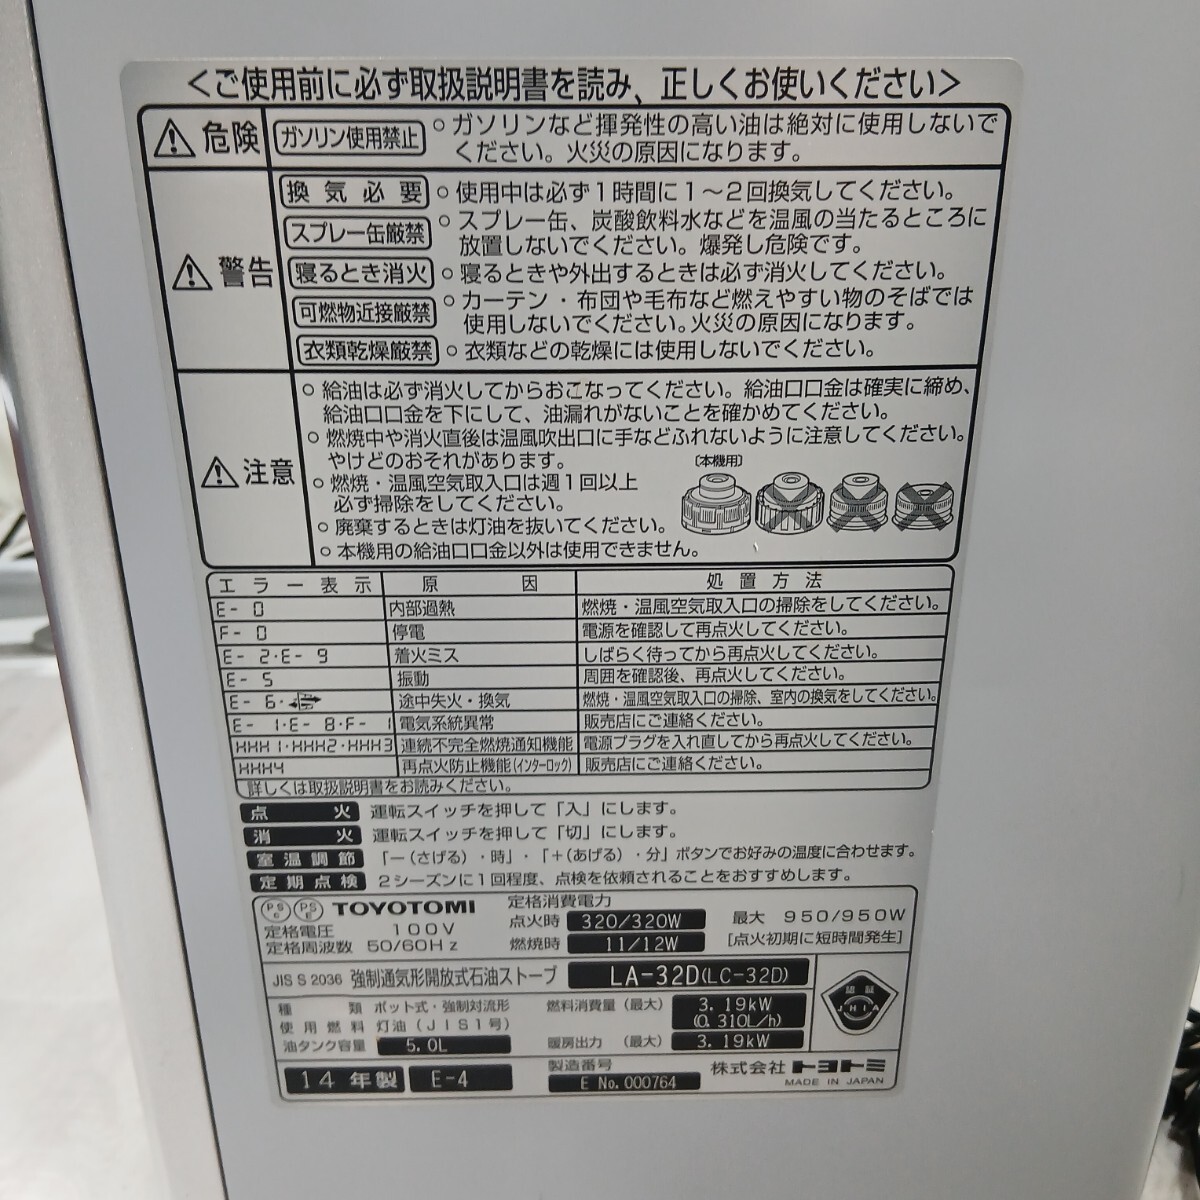 ＜ご使用前に必ず取扱説明書を読み、正しくお使いください＞
危険
ガソリン使用禁止
○ガソリンなど揮発性の高い油は絶対に使用しないで
ください。火災の原因になります。
警告
換気必要
○使用中は必ず1時間に1～2回換気してください。
スプレー缶厳禁
○スプレー缶、炭酸飲料水などを温風の当たるところに
放置しないでください。爆発し危険です。
寝るとき消火
○寝るときや外出するときは必ず消火してください。
可燃物近接厳禁
○カーテン・布団や毛布など燃えやすい物のそばでは
使用しないでください。火災の原因になります。
衣類乾燥厳禁
○衣類などの乾燥には使用しないでください。
注意
○給油は必ず消火してからおこなってください。給油口口金は確実に締め、
給油口口金を下にして、油漏れがないことを確かめてください。
○燃焼中や消火直後は温風吹出口に手などふれないように注意してください。
やけどのおそれがあります。
○燃焼・温風空気取入口は週1回以上
必ず掃除をしてください。
○廃棄するときは灯油を抜いてください。
○本機用の給油口口金以外は使用できません。
〔本機用〕
エラー表示 原因 処置方法
E-0 内部過熱 燃焼・温風空気取入口の掃除をしてください。
F-0 停電 電源を確認して再点火してください。
E-2・E-9 着火ミス しばらく待ってから再点火してください。
E-5 振動 周囲を確認後、再点火してください。
E-6・ 途中失火・換気 燃焼・温風空気取入口の掃除、室内の換気をしてください。
E-1・E-8・F-1 電気系統異常 販売店にご連絡ください。
HHH1・HHH2・HHH3 連続不完全燃焼通知機能 電源プラグを入れ直してから再点火してください。
HHH4 再点火防止機能(インターロック) 販売店にご連絡ください。
詳しくは取扱説明書をお読みください。
点火 運転スイッチを押して「入」にします。
消火 運転スイッチを押して「切」にします。
室温調節 「－(さげる)・時」・「＋(あげる)・分」ボタンでお好みの温度に合わせます。
定期点検 2シーズンに1回程度、点検を依頼されることをおすすめします。
PSC PSE TOYOTOMI
定格電圧 100V
定格周波数 50/60Hz
定格消費電力
点火時 320/320W 最大 950/950W
燃焼時 11/12W [点火初期に短時間発生]
JIS S 2036 強制通気形開放式石油ストーブ LA-32D(LC-32D)
種類 ポット式・強制対流形
使用燃料 灯油(JIS1号)
油タンク容量 5.0L
燃料消費量(最大) 3.19kW
(0.310L/h)
暖房出力(最大) 3.19kW
認証
JHIA
14年製 E-4
製造番号
E No.000764
株式会社トヨトミ
MADE IN JAPAN